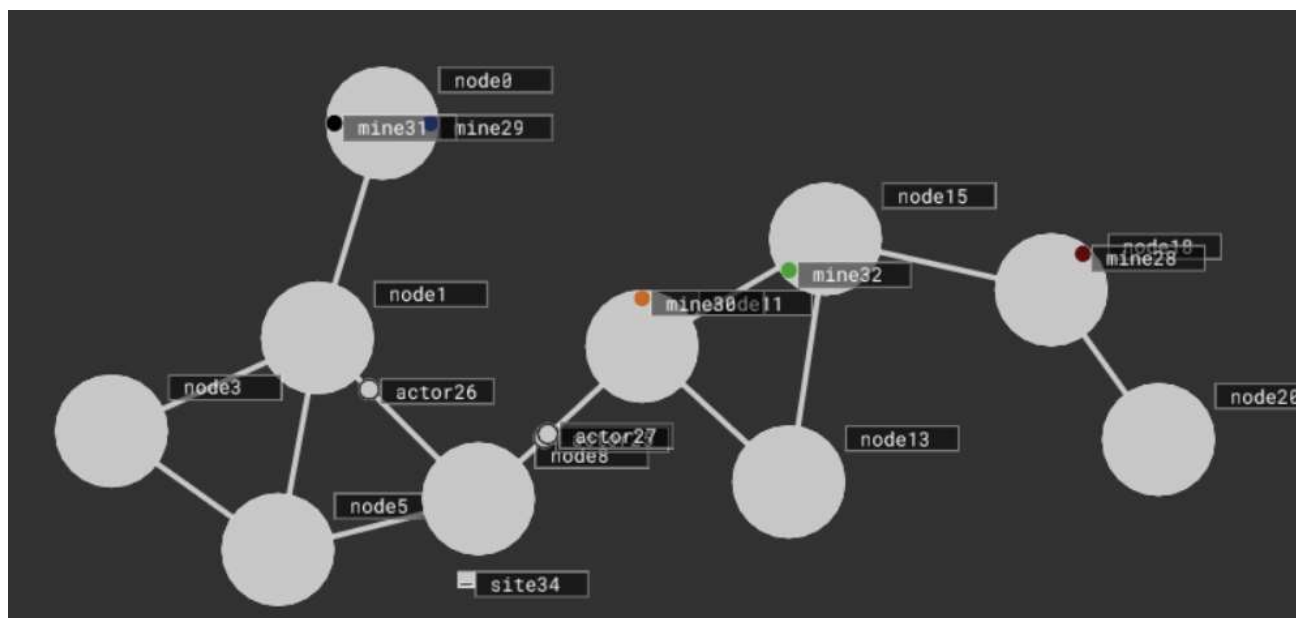 node0
mine31
mine29
node15
node18
mine28
node1
mine32
mine30
node11
node3
actor26
node20
actor27
node8
node13
node5
site34